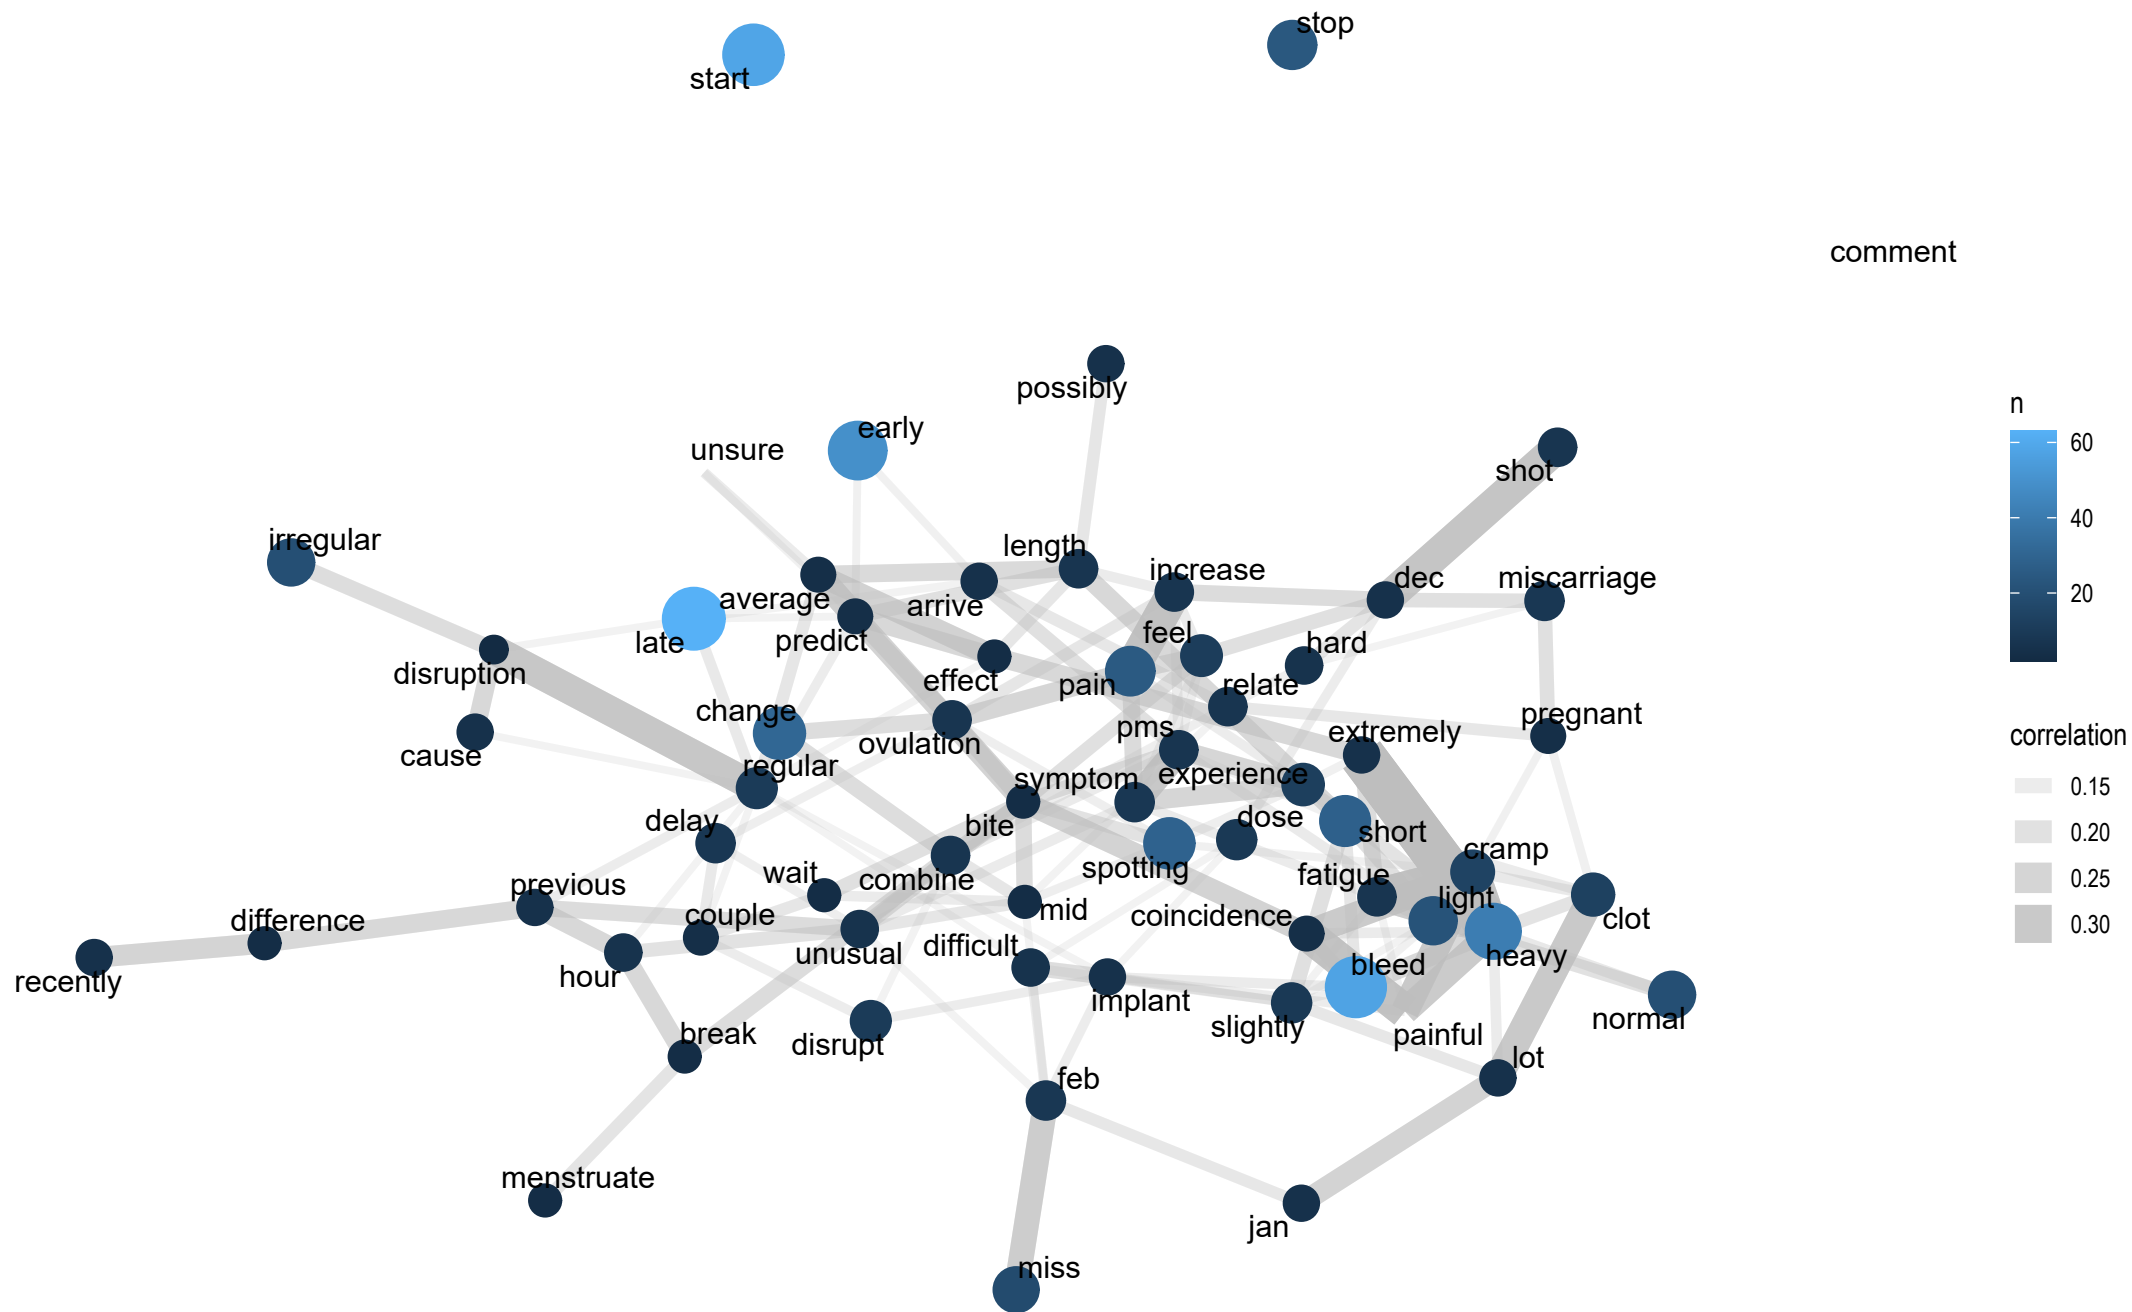 stop
start
comment
possibly
early
unsure
shot
irregular
length
increase
dec
miscarriage
average
arrive
late
predict
feel
hard
disruption
effect
pain
relate
change
pregnant
cause
ovulation
pms
extremely
regular
symptom
experience
delay
bite
dose
short
wait
combine
spotting
fatigue
cramp
previous
light
difference
couple
mid
coincidence
clot
recently
hour
unusual
difficult
bleed
heavy
implant
slightly
normal
break
disrupt
painful
lot
feb
menstruate
jan
miss
n
60
40
20
correlation
0.15
0.20
0.25
0.30